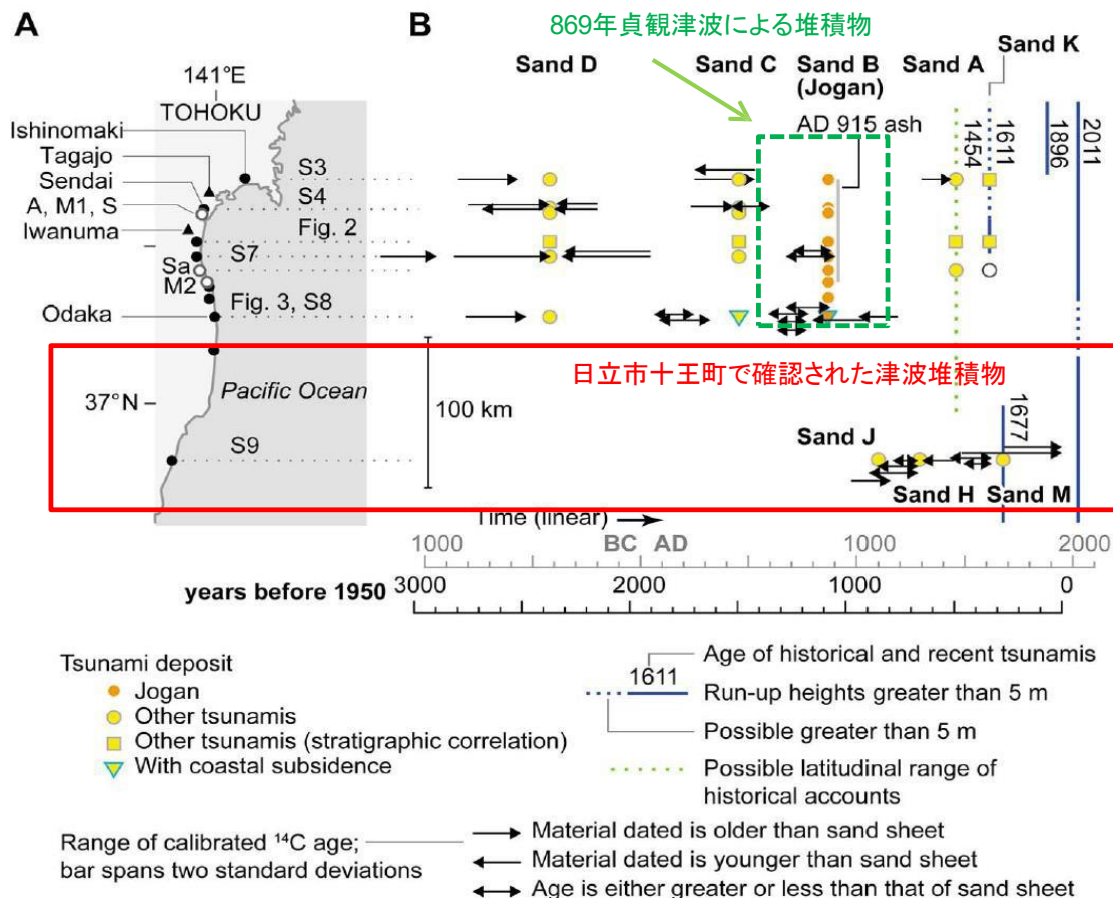 A
B
869年貞観津波による堆積物
Sand K
141°E
Sand D
Sand C
Sand B
Sand A
(Jogan)
TOHOKU
AD 915 ash
Ishinomaki
1454
1611
1896
2011
Tagajo
S3
Sendai
S4
A, M1, S
Fig. 2
Iwanuma
S7
Sa
M2
Fig. 3, S8
Odaka
日立市十王町で確認された津波堆積物
Pacific Ocean
37°N
100 km
1677
Sand J
S9
Sand H
Sand M
Time (linear)
1000
BC
AD
1000
2000
years before 1950
3000
2000
1000
0
Tsunami deposit
Jogan
Other tsunamis
Other tsunamis (stratigraphic correlation)
With coastal subsidence
Age of historical and recent tsunamis
1611
Run-up heights greater than 5 m
Possible greater than 5 m
Possible latitudinal range of
historical accounts
Range of calibrated ¹⁴C age;
bar spans two standard deviations
Material dated is older than sand sheet
Material dated is younger than sand sheet
Age is either greater or less than that of sand sheet